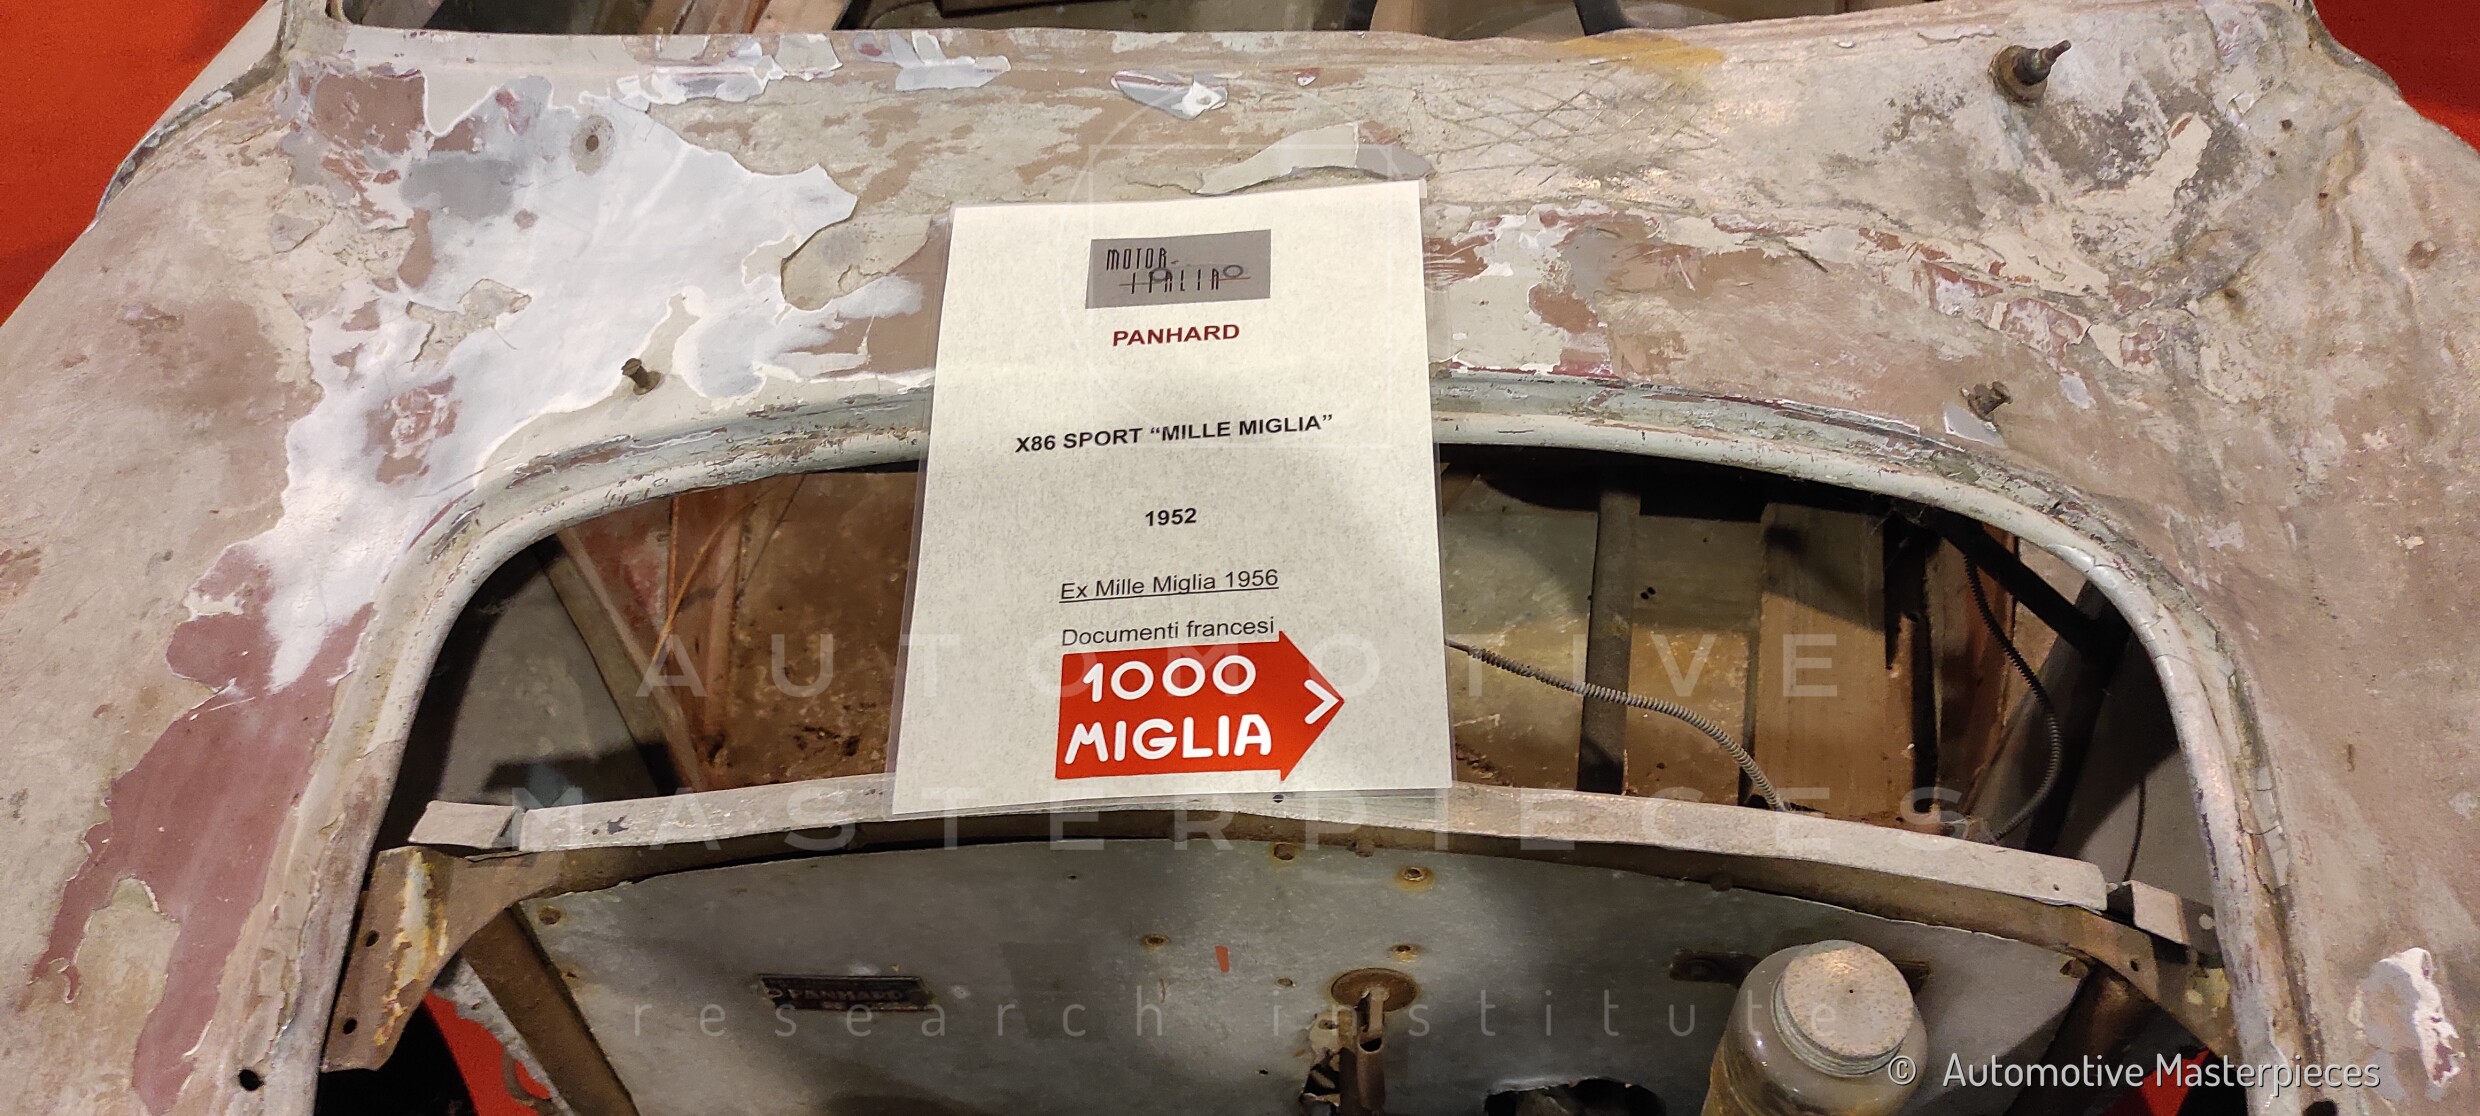 MOTOR
ITALIA
PANHARD
X86 SPORT “MILLE MIGLIA”
1952
Ex Mille Miglia 1956
Documenti francesi
1000
MIGLIA
AUTOMOTIVE
MASTERPIECES
PANHARD
research institute
© Automotive Masterpieces